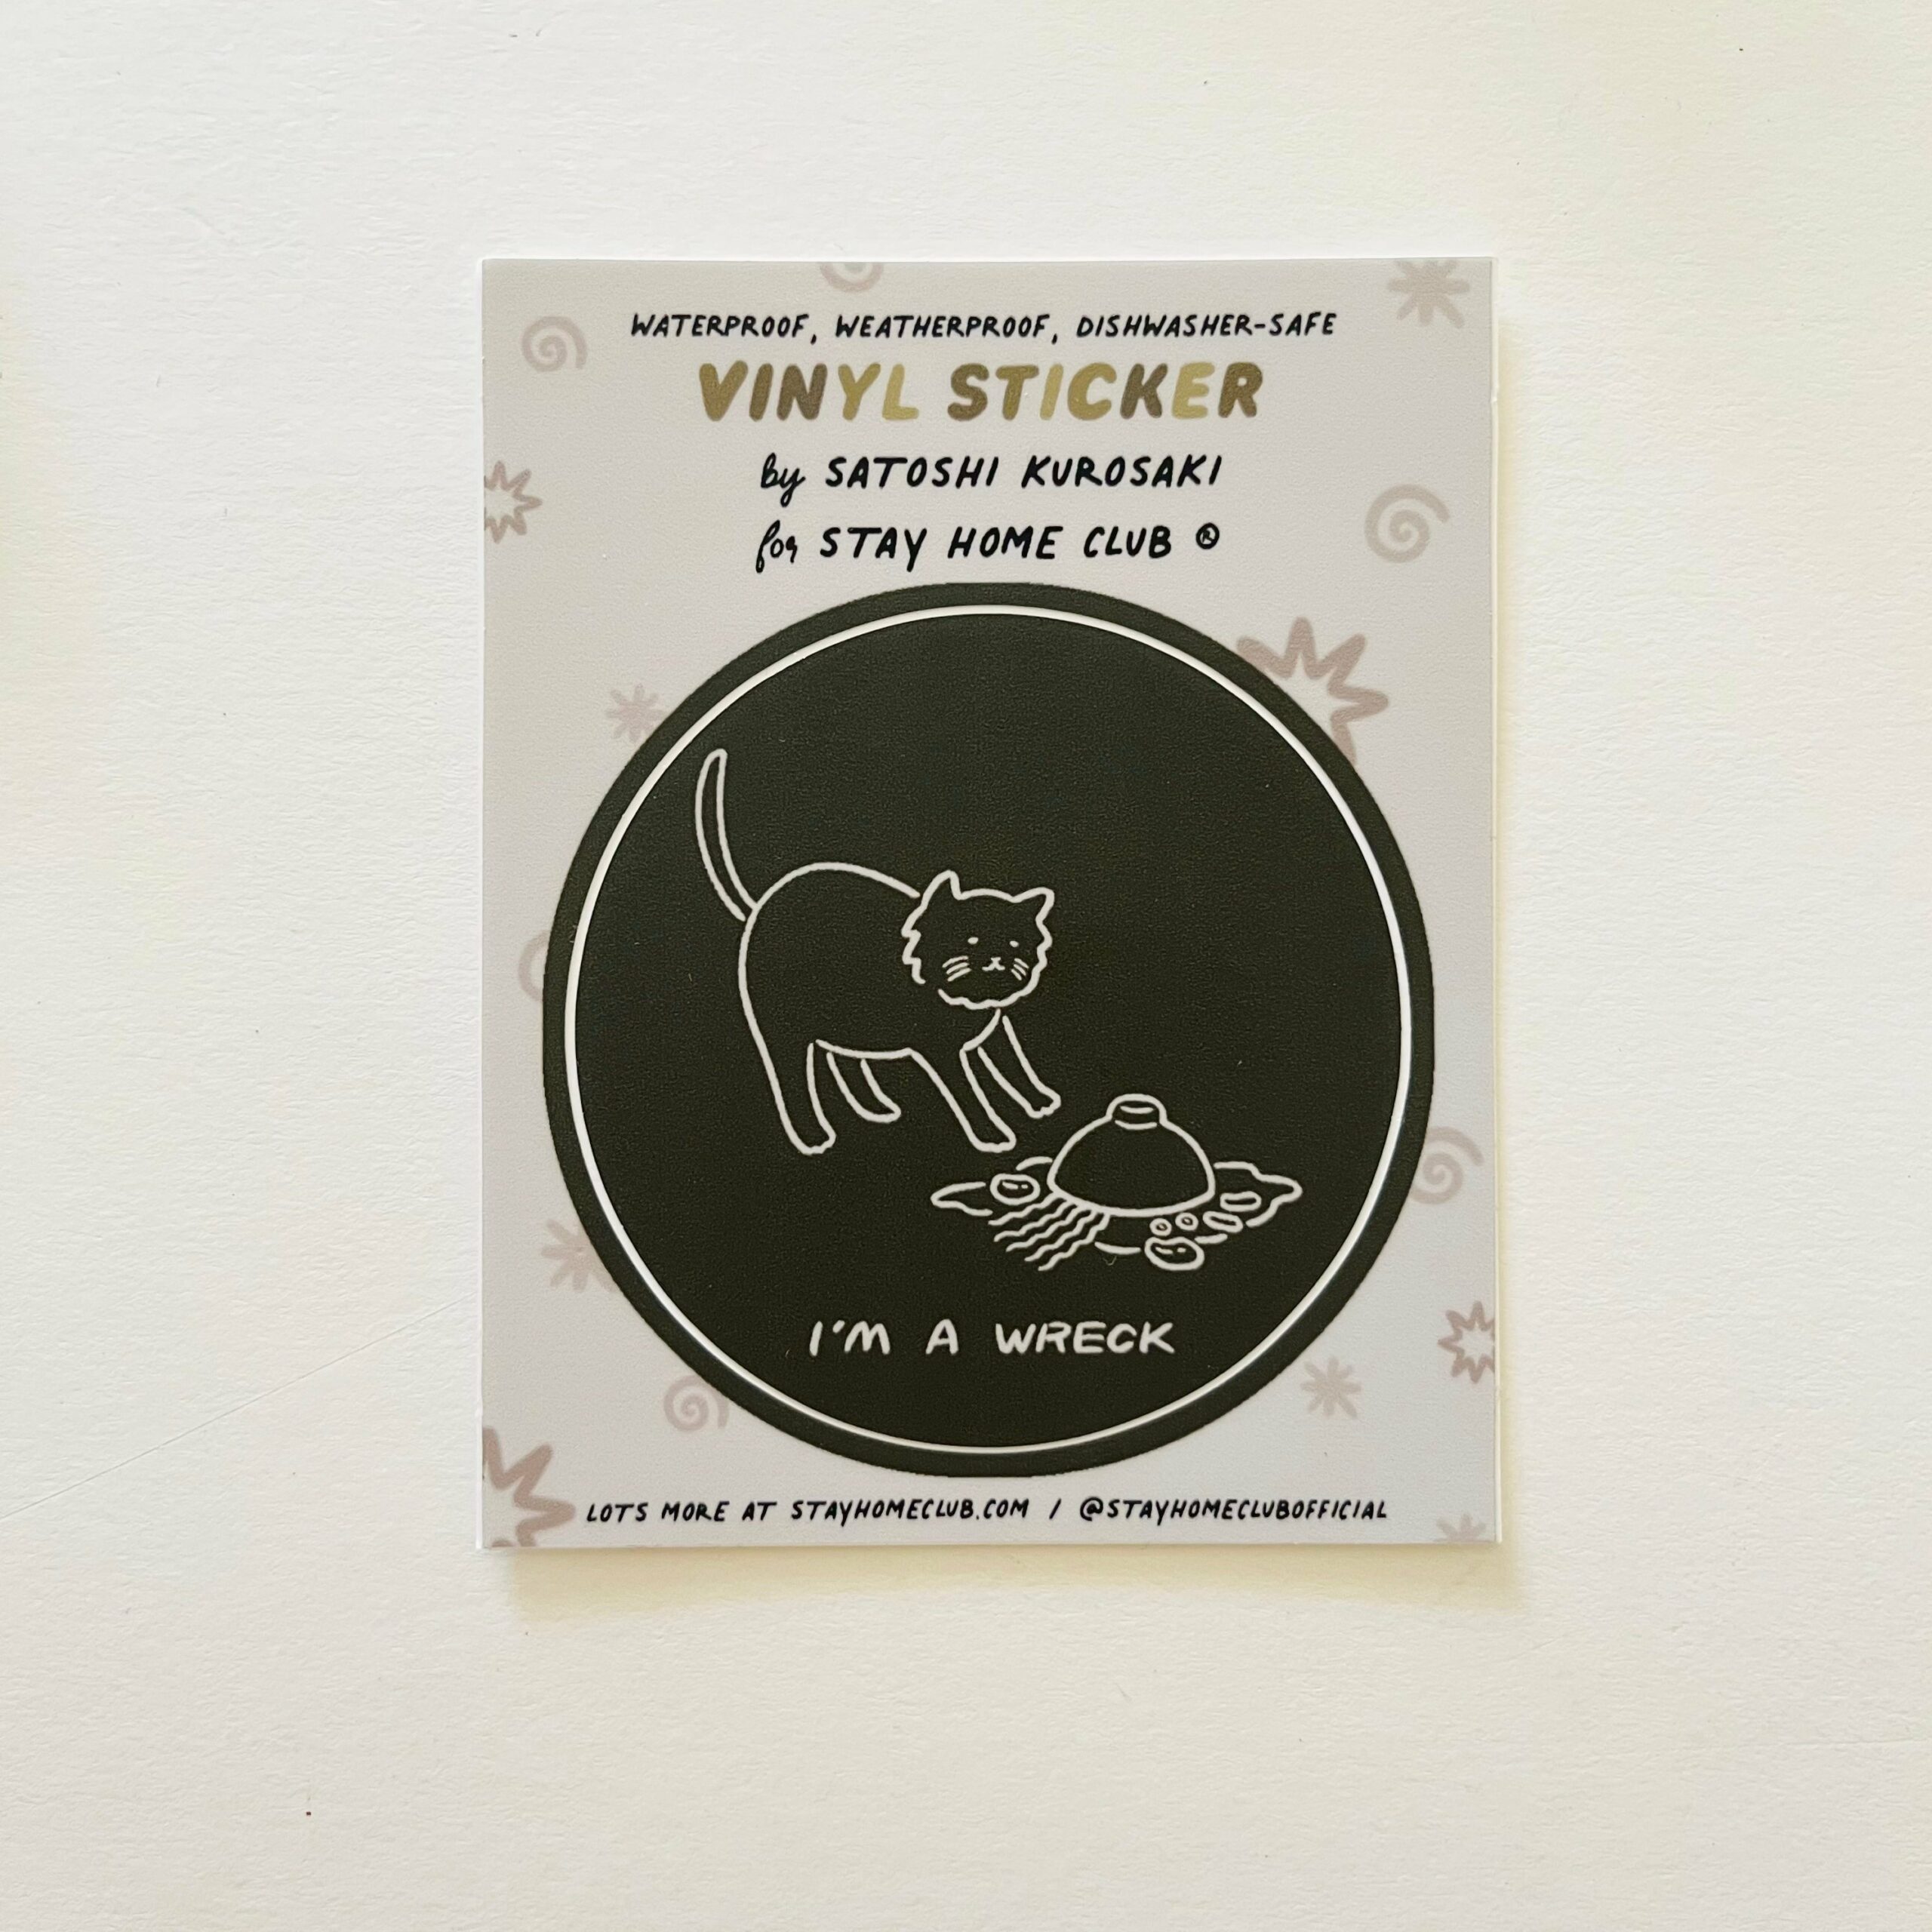 WATERPROOF, WEATHERPROOF, DISHWASHER-SAFE
VINYL STICKER
by SATOSHI KUROSAKI
for STAY HOME CLUB ®
I'M A WRECK
LOTS MORE AT STAYHOMECLUB.COM / @STAYHOMECLUBOFFICIAL